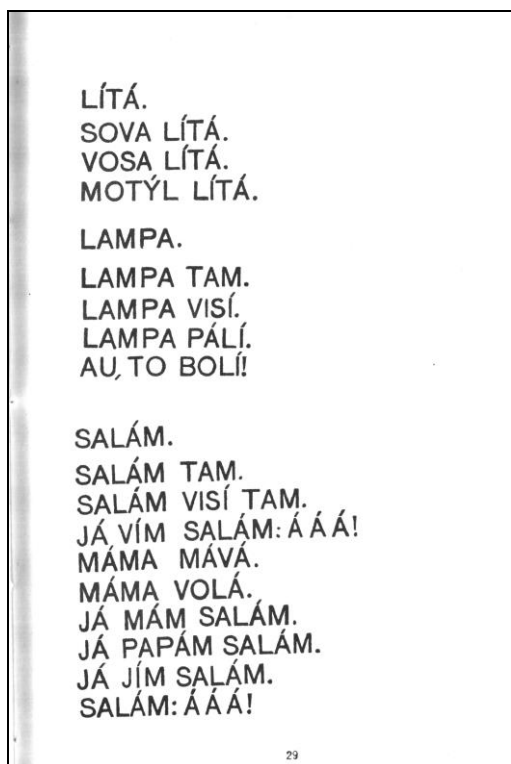 LÍTÁ.
SOVA LÍTÁ.
VOSA LÍTÁ.
MOTÝL LÍTÁ.
LAMPA.
LAMPA TAM.
LAMPA VISÍ.
LAMPA PÁLÍ.
AU, TO BOLÍ!
SALÁM.
SALÁM TAM.
SALÁM VISÍ TAM.
JÁ VÍM SALÁM: Á Á Á!
MÁMA MÁVÁ.
MÁMA VOLÁ.
JÁ MÁM SALÁM.
JÁ PAPÁM SALÁM.
JÁ JÍM SALÁM.
SALÁM: Á Á Á!
29